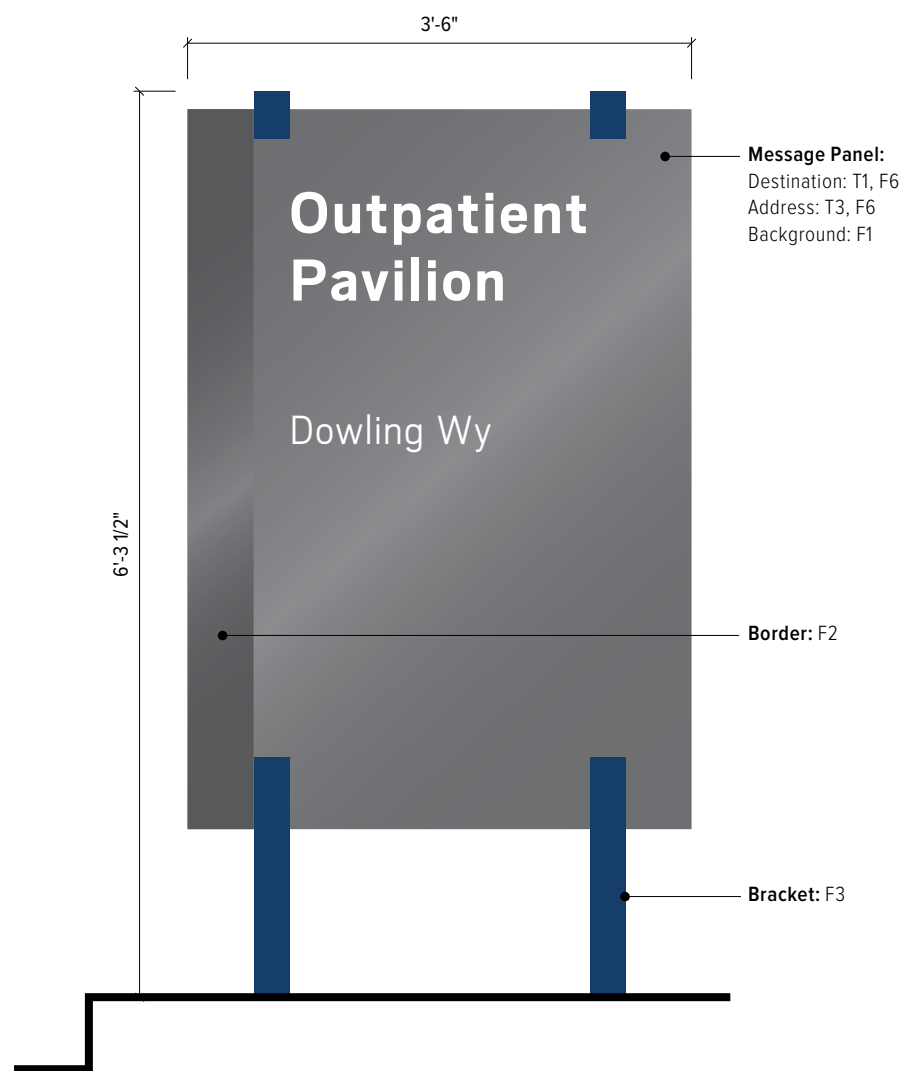 3'-6"
Message Panel:
Destination: T1, F6
Address: T3, F6
Background: F1
Outpatient
Pavilion
Dowling Wy
6'-3 1/2"
Border: F2
Bracket: F3